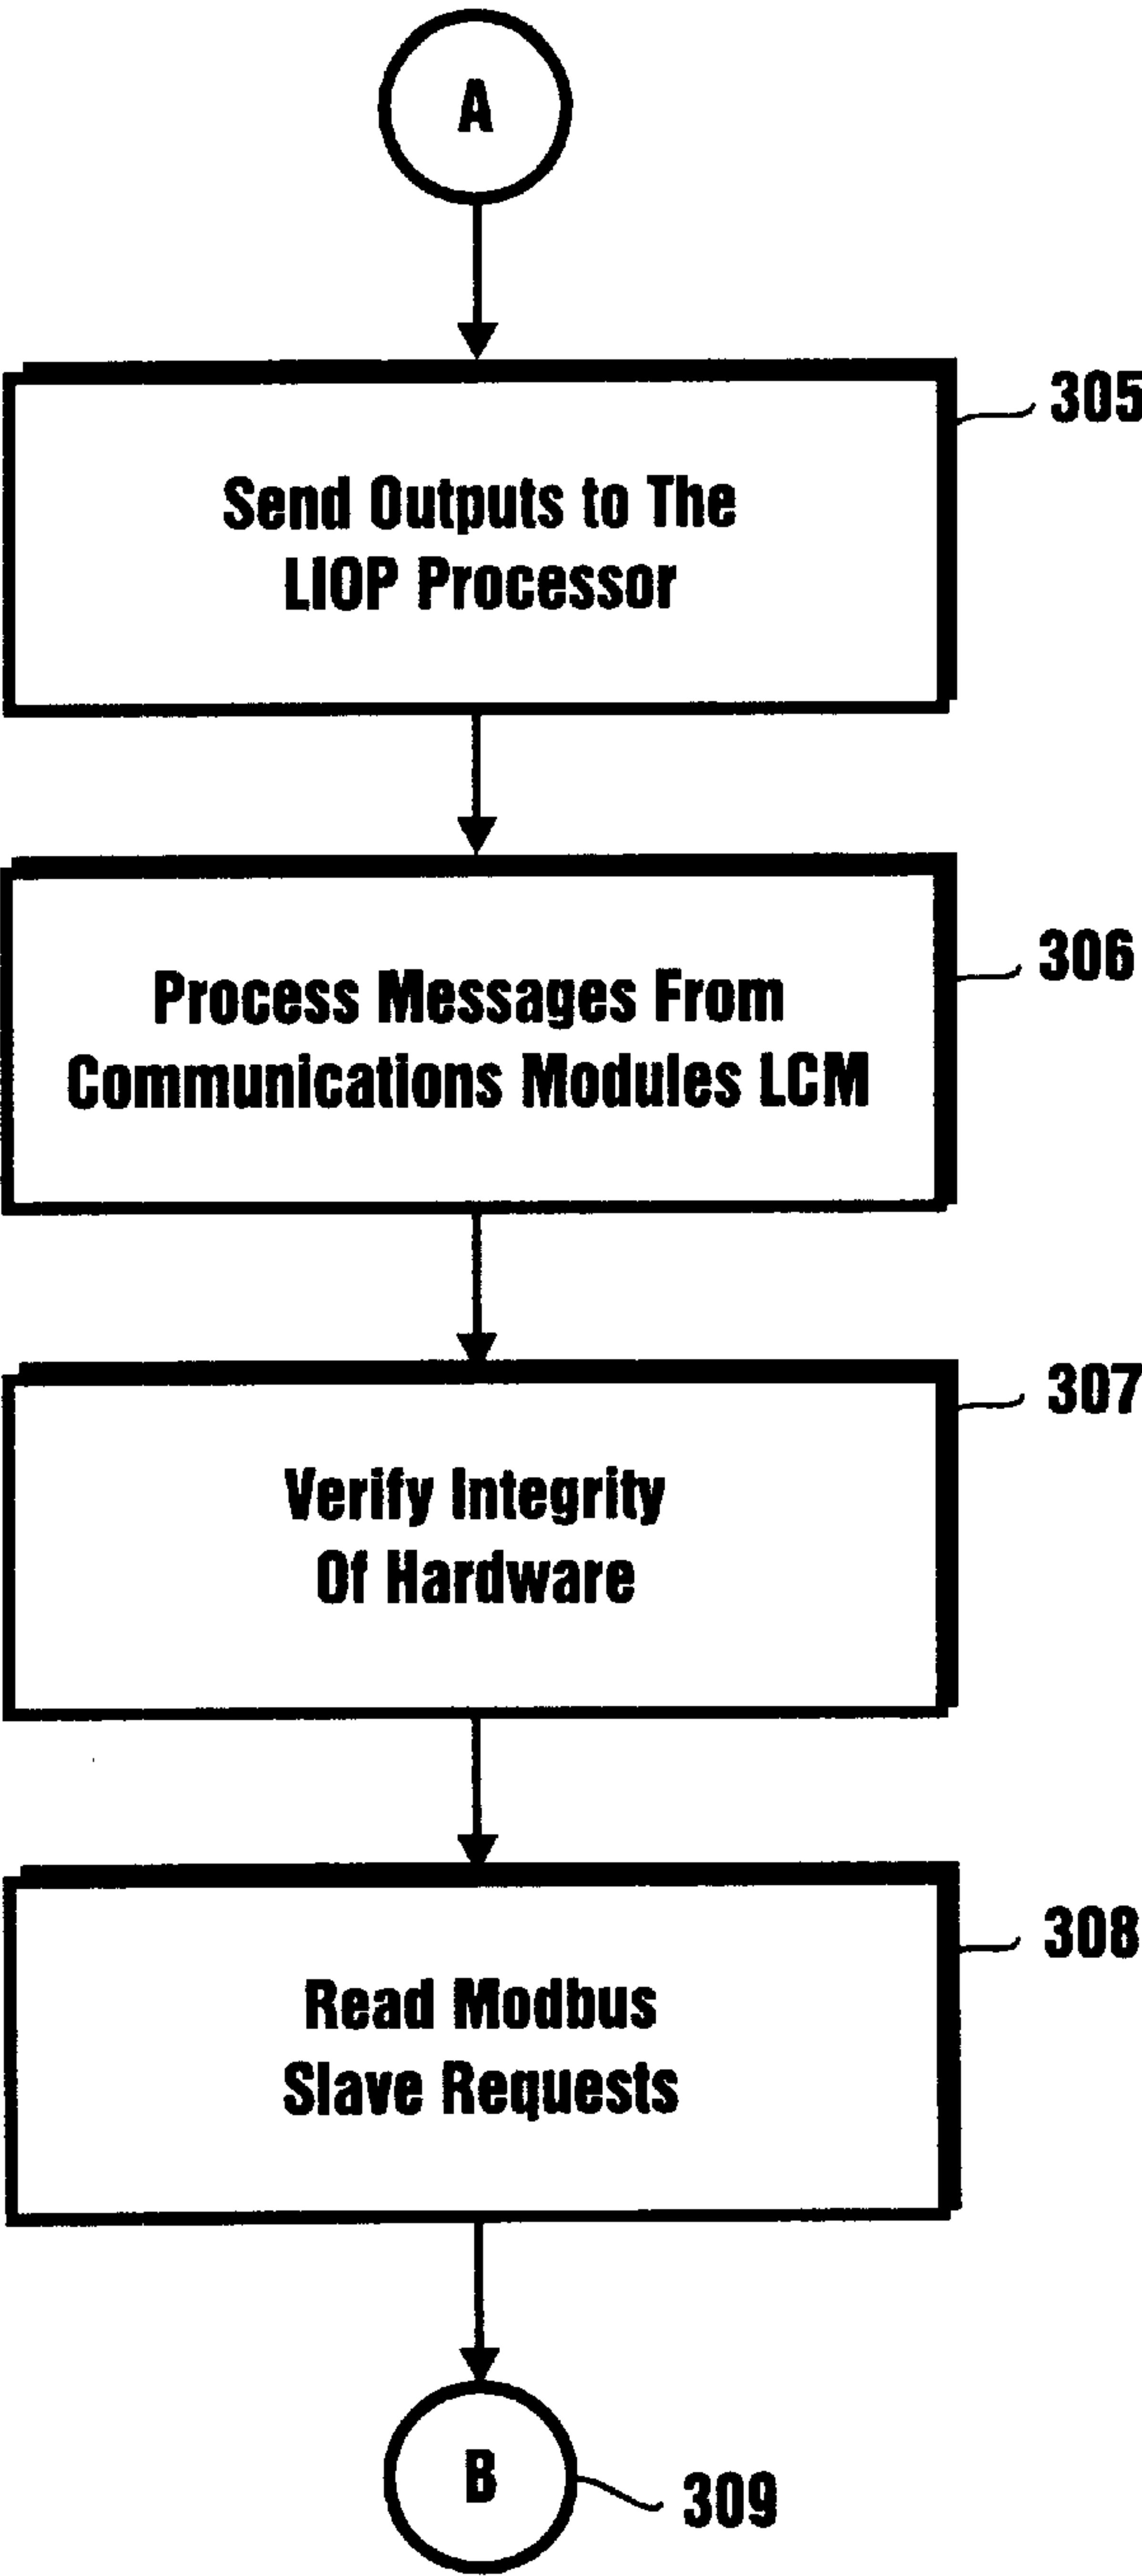 A
305
Send Outputs to The
LIOP Processor
306
Process Messages From
Communications Modules LCM
307
Verify Integrity
Of Hardware
308
Read Modbus
Slave Requests
B
309